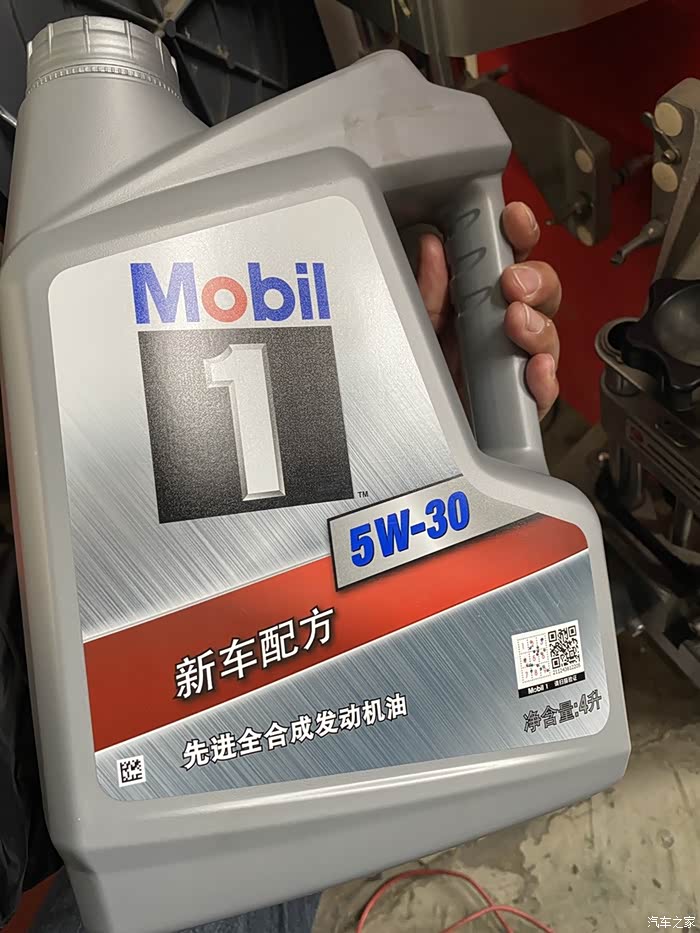 Mobil
1
TM
5W-30
新车配方
先进全合成发动机油
Mobil 1
净含量:4升
汽车之家